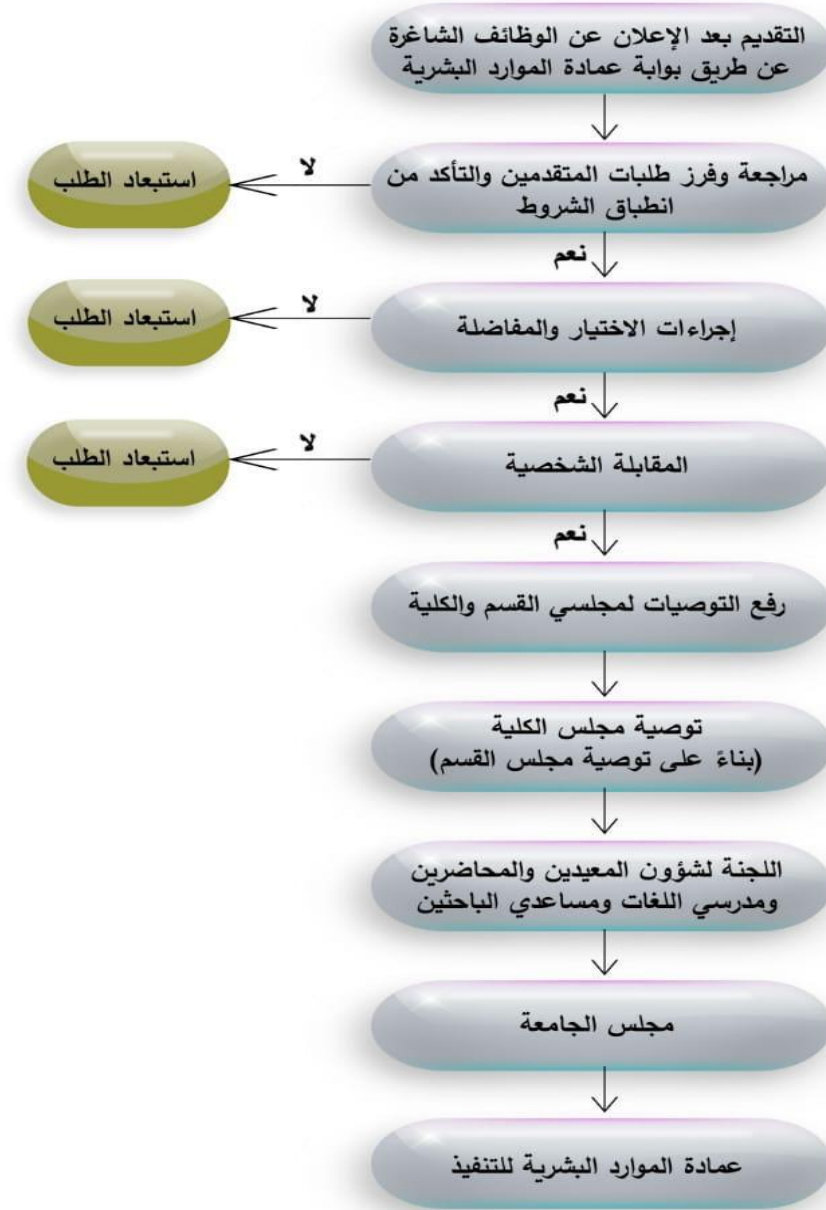 التقديم بعد الإعلان عن الوظائف الشاغرة
عن طريق بوابة عمادة الموارد البشرية
مراجعة وفرز طلبات المتقدمين والتأكد من
انطباق الشروط
لا
استبعاد الطلب
نعم
إجراءات الاختيار والمفاضلة
لا
استبعاد الطلب
نعم
المقابلة الشخصية
لا
استبعاد الطلب
نعم
رفع التوصيات لمجلسي القسم والكلية
توصية مجلس الكلية
(بناءً على توصية مجلس القسم)
اللجنة لشؤون المعيدين والمحاضرين
ومدرسي اللغات ومساعدي الباحثين
مجلس الجامعة
عمادة الموارد البشرية للتنفيذ